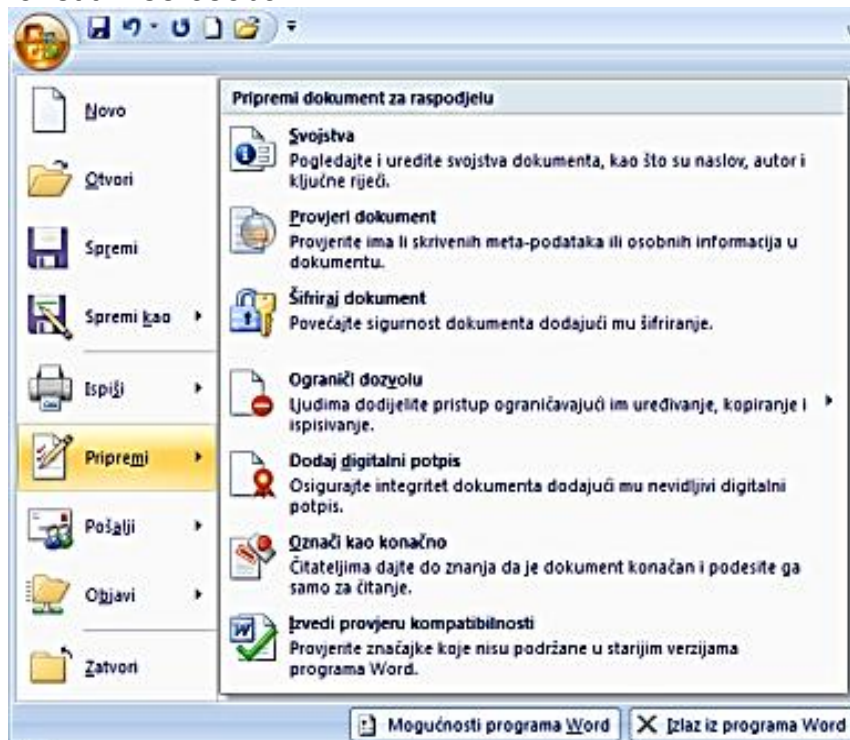 Novo
Otvori
Spremi
Spremi kao
Ispiši
Pripremi
Pošalji
Objavi
Zatvori
Pripremi dokument za raspodjelu
Svojstva
Pogledajte i uredite svojstva dokumenta, kao što su naslov, autor i
ključne riječi.
Provjeri dokument
Provjerite ima li skrivenih meta-podataka ili osobnih informacija u
dokumentu.
Šifriraj dokument
Povećajte sigurnost dokumenta dodajući mu šifriranje.
Ograniči dozvolu
Ljudima dodijelite pristup ograničavajući im uređivanje, kopiranje i
ispisivanje.
Dodaj digitalni potpis
Osigurajte integritet dokumenta dodajući mu nevidljivi digitalni
potpis.
Označi kao konačno
Čitateljima dajte do znanja da je dokument konačan i podesite ga
samo za čitanje.
Izvedi provjeru kompatibilnosti
Provjerite značajke koje nisu podržane u starijim verzijama
programa Word.
Mogućnosti programa Word
Izlaz iz programa Word